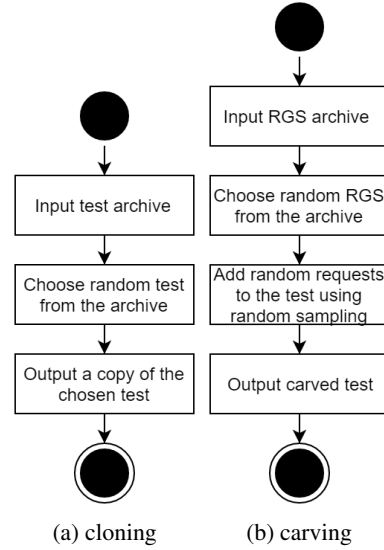 Input test archive
Choose random test
from the archive
Output a copy of the
chosen test
(a) cloning
Input RGS archive
Choose random RGS
from the archive
Add random requests
to the test using
random sampling
Output carved test
(b) carving